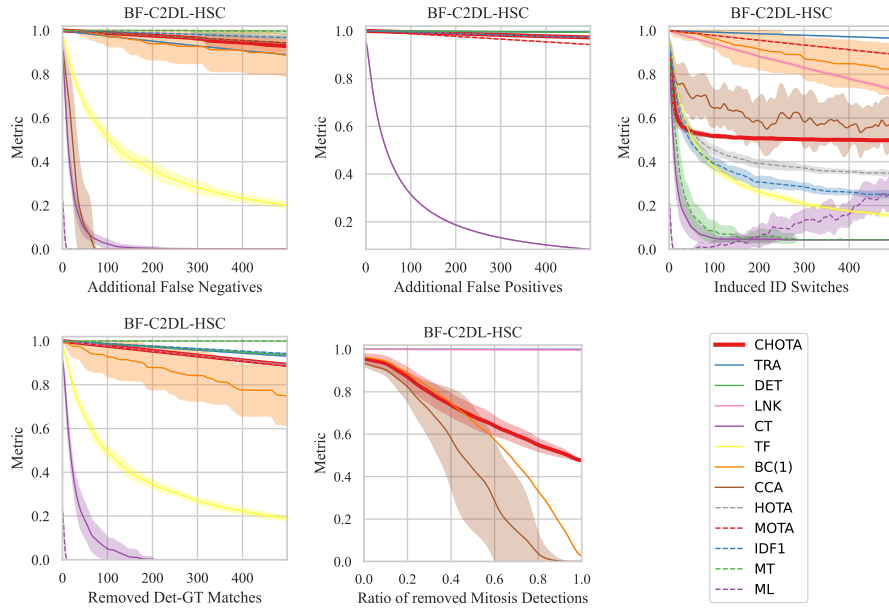 BF-C2DL-HSC
BF-C2DL-HSC
BF-C2DL-HSC
1.0
0.8
0.6
0.4
0.2
0.0
Metric
0
100
200
300
400
Additional False Negatives
1.0
0.8
0.6
0.4
0.2
Metric
0
100
200
300
400
Additional False Positives
1.0
0.8
0.6
0.4
0.2
0.0
Metric
0
100
200
300
400
Induced ID Switches
BF-C2DL-HSC
BF-C2DL-HSC
1.0
0.8
0.6
0.4
0.2
0.0
Metric
0
100
200
300
400
Removed Det-GT Matches
1.0
0.8
0.6
0.4
0.2
0.0
Metric
0.0
0.2
0.4
0.6
0.8
1.0
Ratio of removed Mitosis Detections
CHOTA
TRA
DET
LNK
CT
TF
BC(1)
CCA
HOTA
MOTA
IDF1
MT
ML